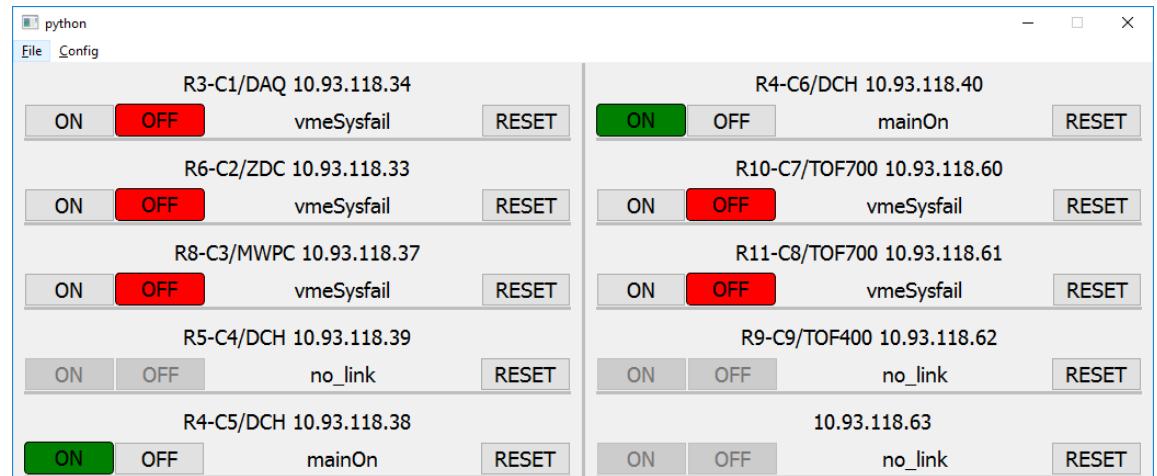 python
File Config
R3-C1/DAQ 10.93.118.34
ON OFF vmeSysfail RESET
R6-C2/ZDC 10.93.118.33
ON OFF vmeSysfail RESET
R8-C3/MWPC 10.93.118.37
ON OFF vmeSysfail RESET
R5-C4/DCH 10.93.118.39
ON OFF no_link RESET
R4-C5/DCH 10.93.118.38
ON OFF mainOn RESET
R4-C6/DCH 10.93.118.40
ON OFF mainOn RESET
R10-C7/TOF700 10.93.118.60
ON OFF vmeSysfail RESET
R11-C8/TOF700 10.93.118.61
ON OFF vmeSysfail RESET
R9-C9/TOF400 10.93.118.62
ON OFF no_link RESET
10.93.118.63
ON OFF no_link RESET